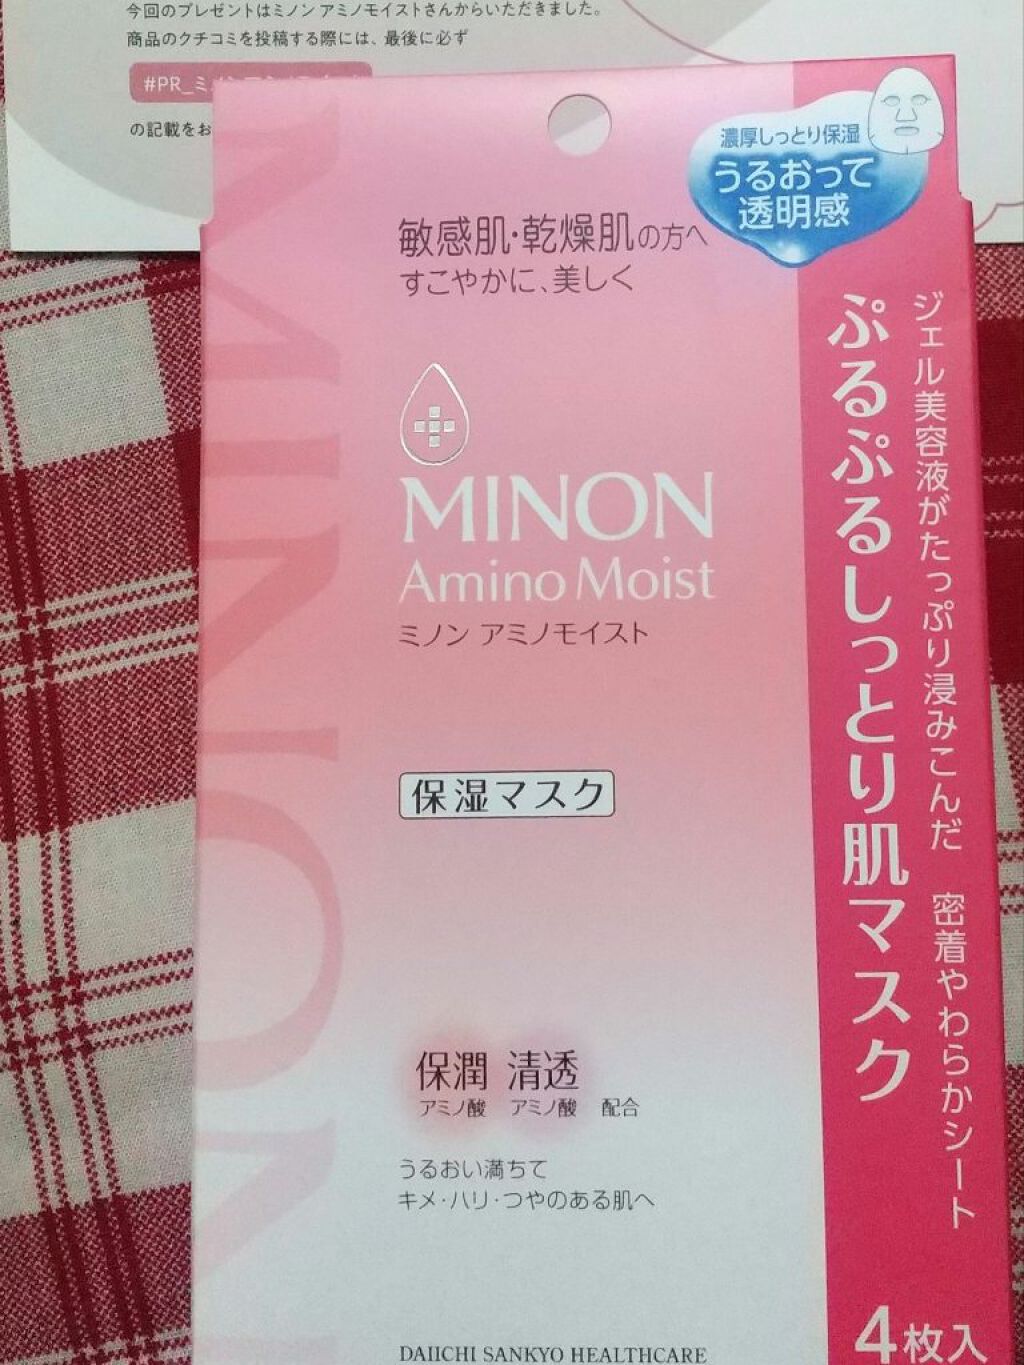 今回のプレゼントはミノン アミノモイストさんからいただきました。
商品のクチコミを投稿する際には、最後に必ず
#PR_ミ
の記載をお
濃厚しっとり保湿
うるおって
透明感
敏感肌・乾燥肌の方へ
すこやかに、美しく
MINON
Amino Moist
ミノン アミノモイスト
保湿マスク
保潤 清透
アミノ酸 アミノ酸 配合
うるおい満ちて
キメ・ハリ・つやのある肌へ
DAIICHI SANKYO HEALTHCARE
ジェル美容液がたっぷり浸みこんだ 密着やわらかシート
ぷるぷるしっとり肌マスク
4枚入
MINON